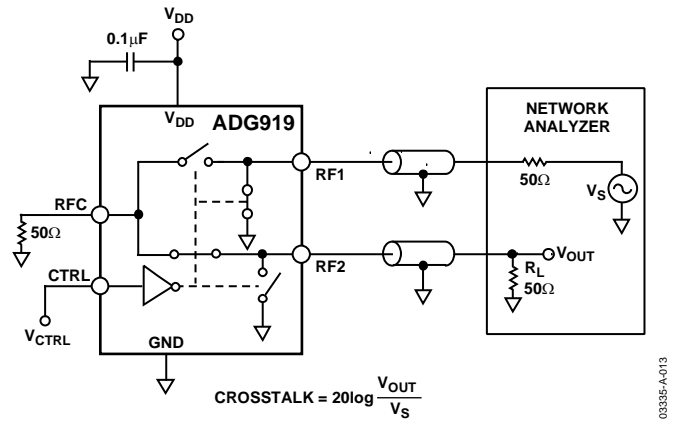 VDD
0.1μF
VDD
ADG919
NETWORK
ANALYZER
RF1
50Ω
VS
RFC
50Ω
RF2
VOUT
CTRL
RL
50Ω
VCTRL
GND
CROSSTALK = 20log VOUT
VS
03335-A-013